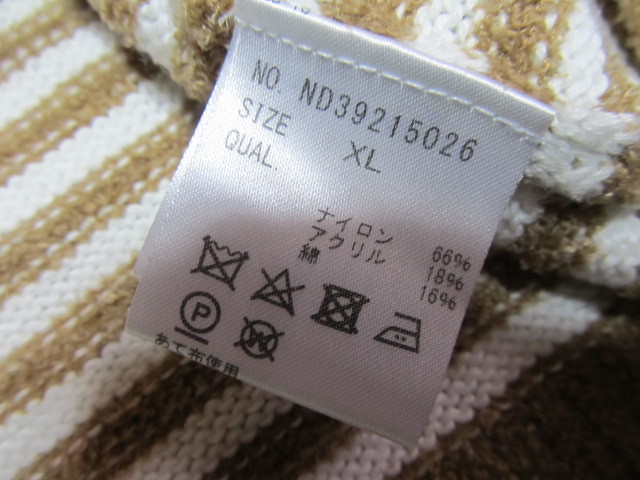 NO. ND39215026
SIZE
XL
QUAL.
ナイロン 66%
アクリル 18%
綿 16%
P
W
あて布使用